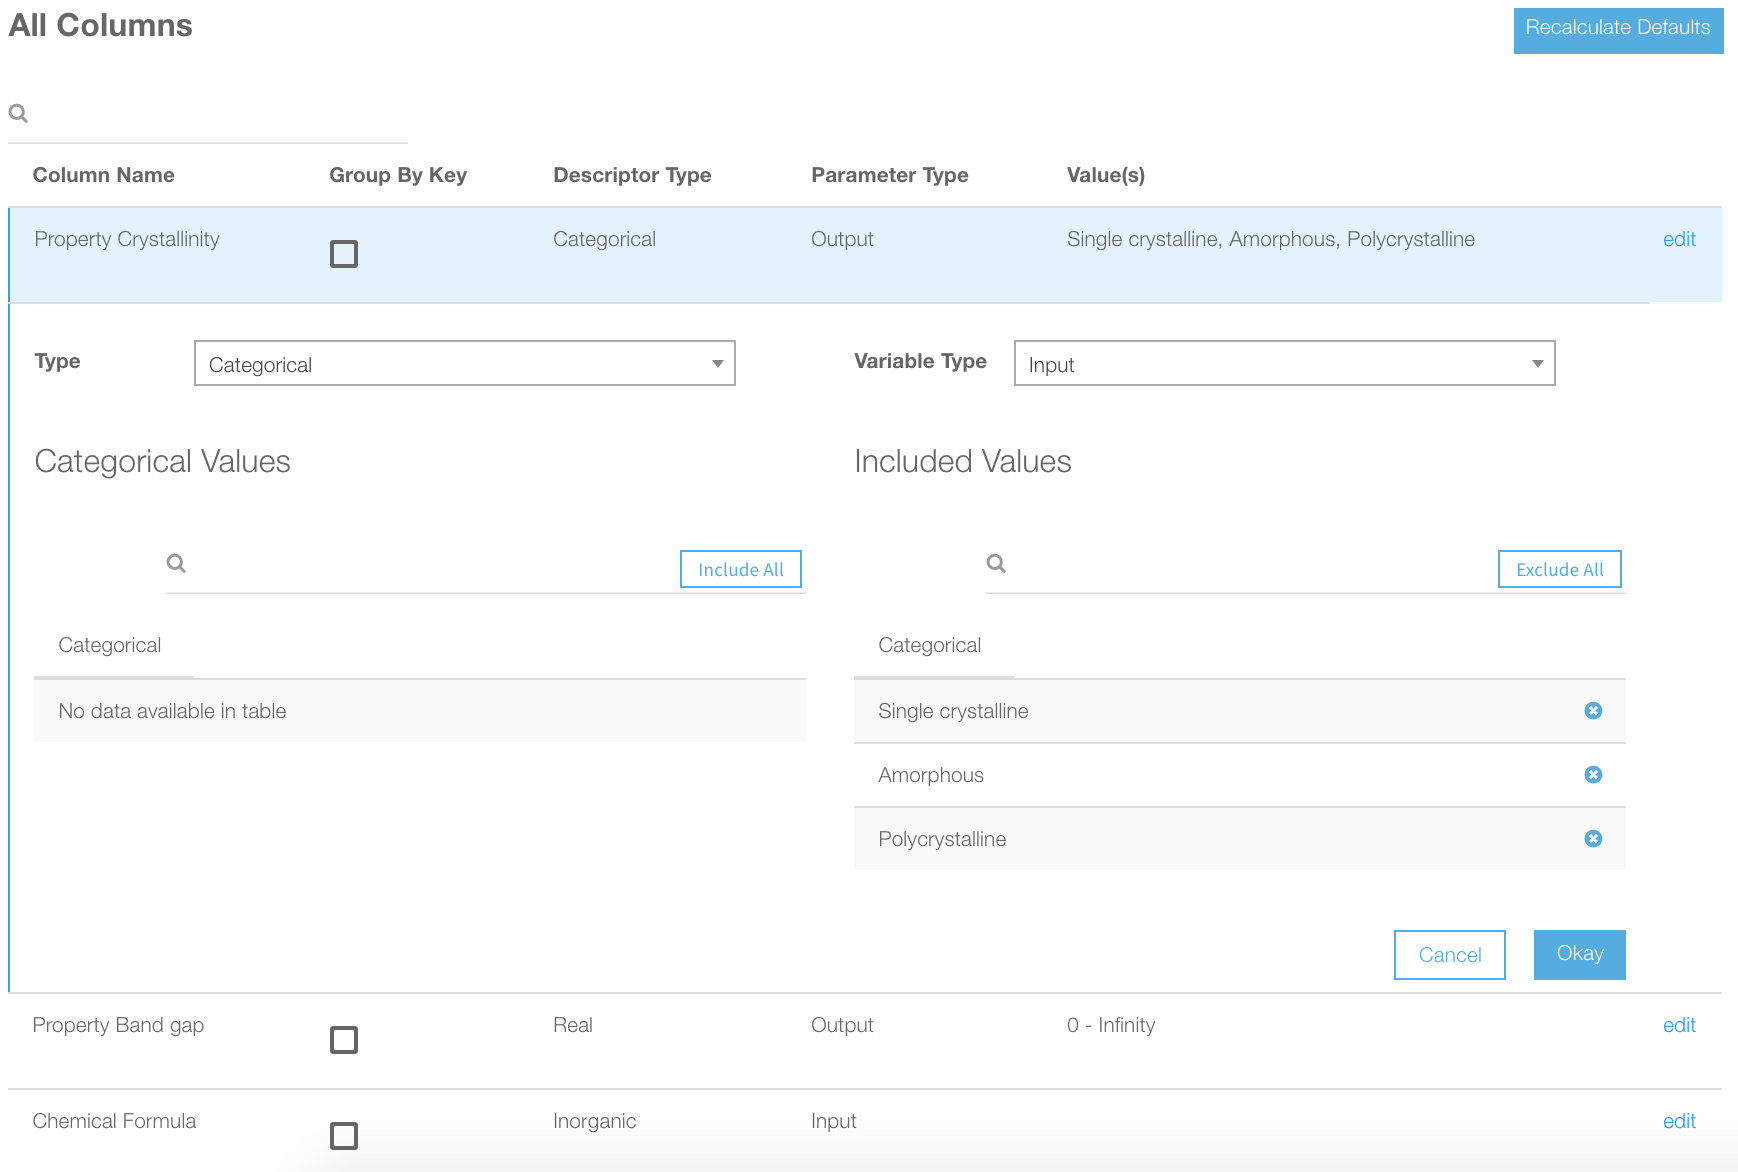 All Columns
Recalculate Defaults
Column Name Group By Key Descriptor Type Parameter Type Value(s)
Property Crystallinity Categorical Output Single crystalline, Amorphous, Polycrystalline edit
Type Categorical Variable Type Input
Categorical Values Included Values
Include All Exclude All
Categorical Categorical
No data available in table Single crystalline
Amorphous
Polycrystalline
Cancel Okay
Property Band gap Real Output 0 - Infinity edit
Chemical Formula Inorganic Input edit